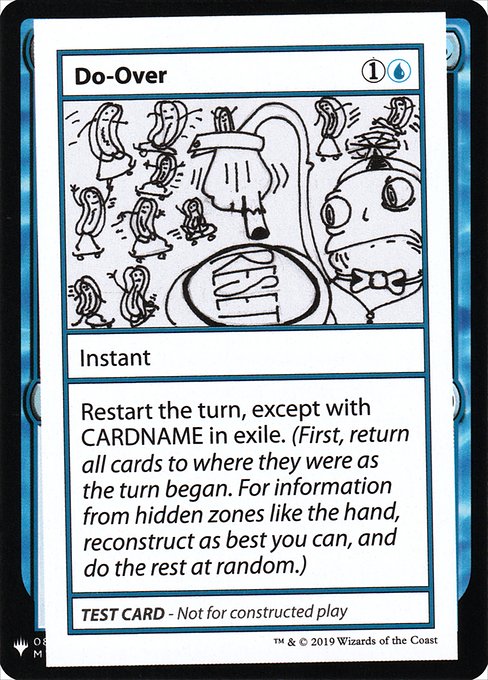 Do-Over 1
RESET
Instant
Restart the turn, except with
CARDNAME in exile. (First, return
all cards to where they were as
the turn began. For information
from hidden zones like the hand,
reconstruct as best you can, and
do the rest at random.)
TEST CARD - Not for constructed play
™ & © 2019 Wizards of the Coast